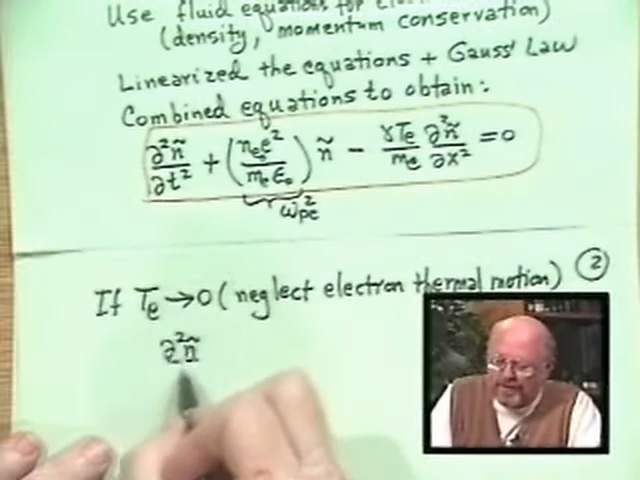 Use fluid equations for
(density, momentum conservation)
Linearized the equations + Gauss' Law
Combined equations to obtain:
∂²ñ/∂t² + (n₀e²/mₑε₀) ñ − γTₑ/mₑ ∂²ñ/∂x² = 0
ωpe²
②
If Tₑ → 0 (neglect electron thermal motion)
∂²ñ